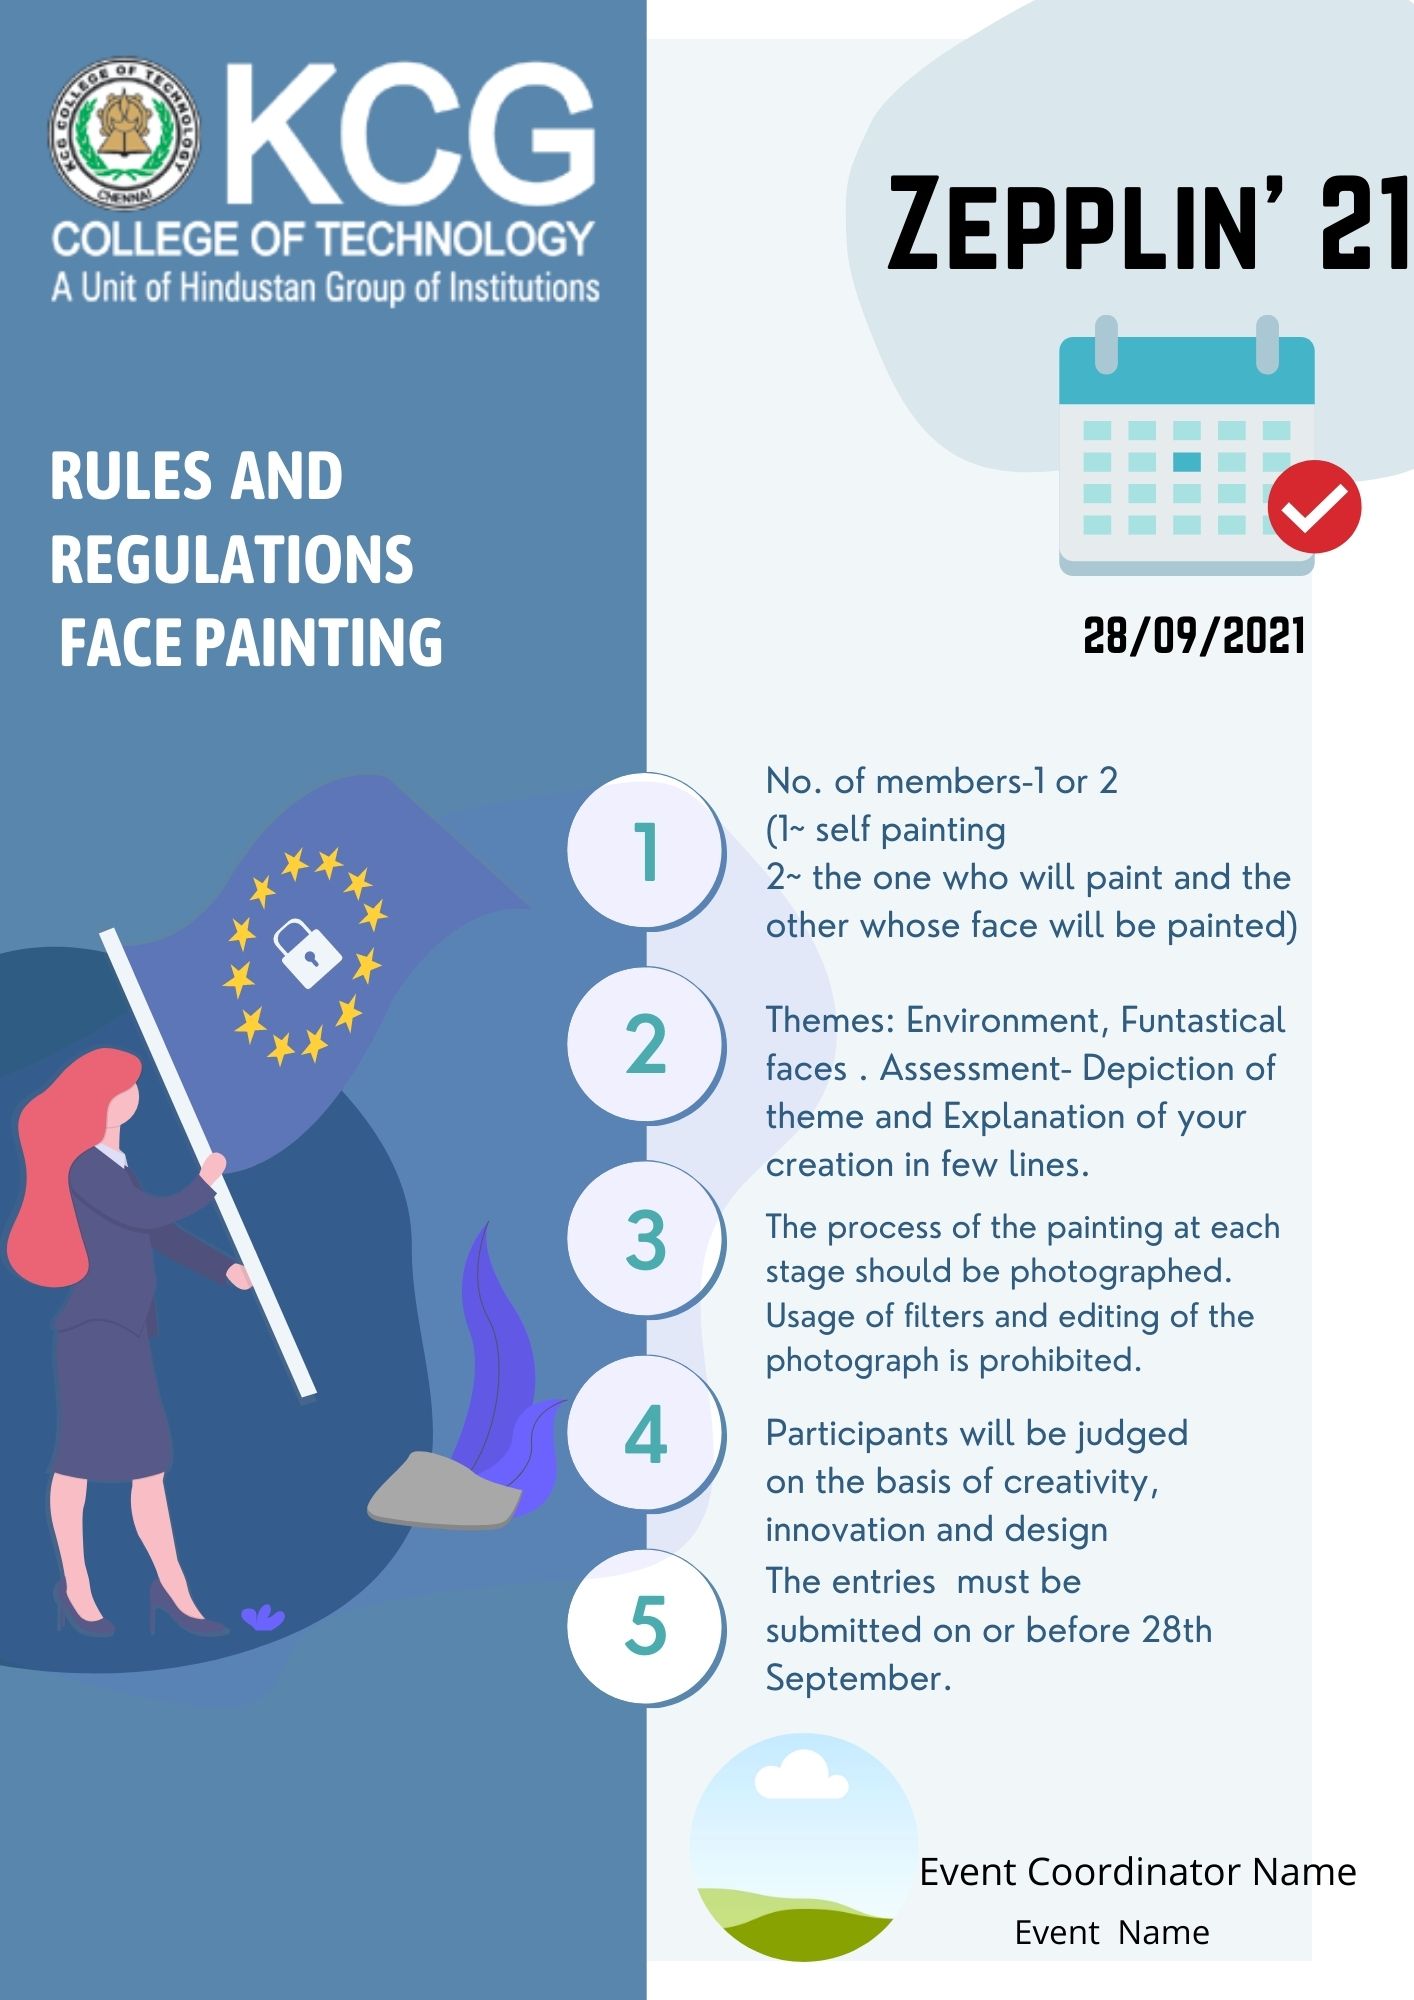 KCG COLLEGE OF TECHNOLOGY
CHENNAI
KCG
COLLEGE OF TECHNOLOGY
A Unit of Hindustan Group of Institutions
ZEPPLIN' 21
28/09/2021
RULES AND
REGULATIONS
FACE PAINTING
1
No. of members-1 or 2
(1~ self painting
2~ the one who will paint and the
other whose face will be painted)
2
Themes: Environment, Funtastical
faces . Assessment- Depiction of
theme and Explanation of your
creation in few lines.
3
The process of the painting at each
stage should be photographed.
Usage of filters and editing of the
photograph is prohibited.
4
Participants will be judged
on the basis of creativity,
innovation and design
5
The entries  must be
submitted on or before 28th
September.
Event Coordinator Name
Event  Name